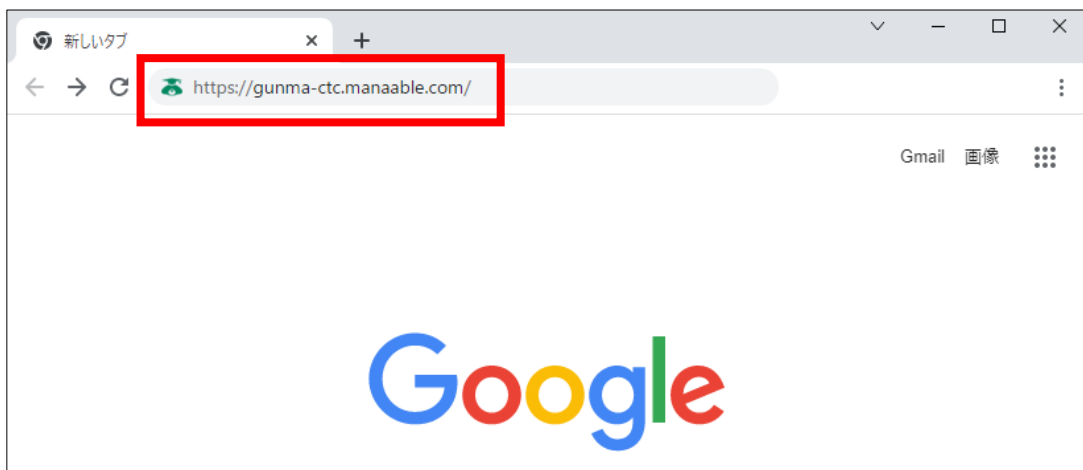 新しいタブ
https://gunma-ctc.manaable.com/
Gmail 画像
Google